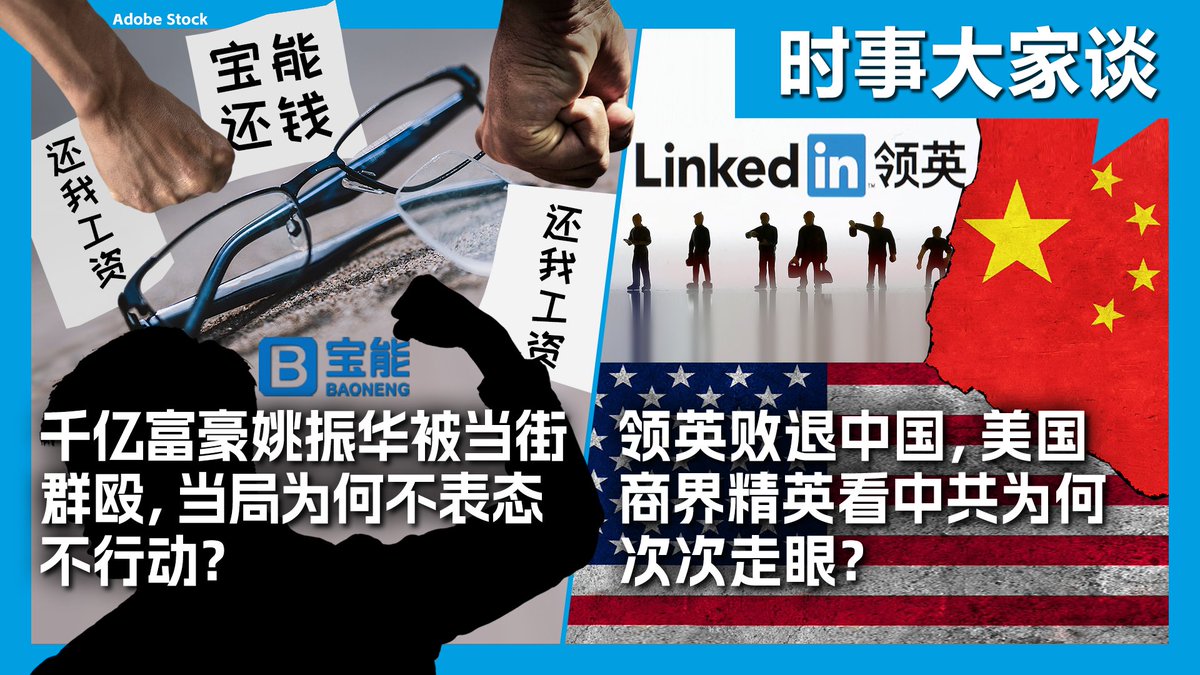 Adobe Stock
时事大家谈
宝能
还钱
还我工资
还我工资
B 宝能
BAONENG
千亿富豪姚振华被当街
群殴,当局为何不表态
不行动?
Linked in 领英
领英败退中国,美国
商界精英看中共为何
次次走眼?